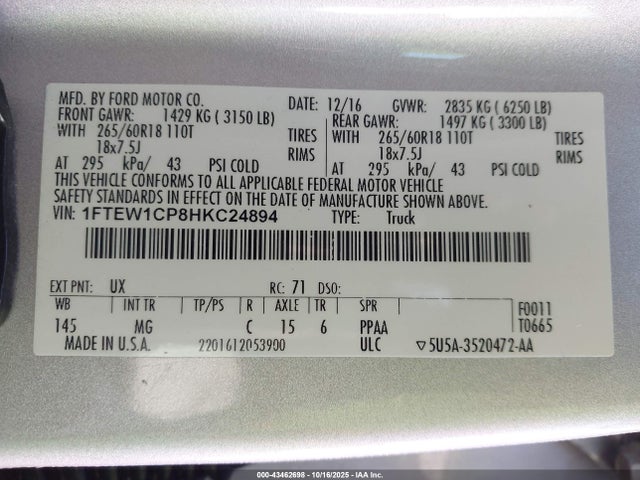 MFD. BY FORD MOTOR CO. DATE: 12/16 GVWR: 2835 KG ( 6250 LB)
FRONT GAWR: 1429 KG ( 3150 LB) REAR GAWR: 1497 KG ( 3300 LB)
WITH 265/60R18 110T TIRES WITH 265/60R18 110T TIRES
18x7.5J RIMS 18x7.5J RIMS
AT 295 kPa/ 43 PSI COLD AT 295 kPa/ 43 PSI COLD
THIS VEHICLE CONFORMS TO ALL APPLICABLE FEDERAL MOTOR VEHICLE
SAFETY STANDARDS IN EFFECT ON THE DATE OF MANUFACTURE SHOWN ABOVE.
VIN: 1FTEW1CP8HKC24894 TYPE: Truck
EXT PNT: UX RC: 71 DSO:
WB INT TR TP/PS R AXLE TR SPR F0011
145 MG C 15 6 PPAA T0665
MADE IN U.S.A. 2201612053900 ULC ▽5U5A-3520472-AA
000-43462698 - 10/16/2025 - IAA Inc.